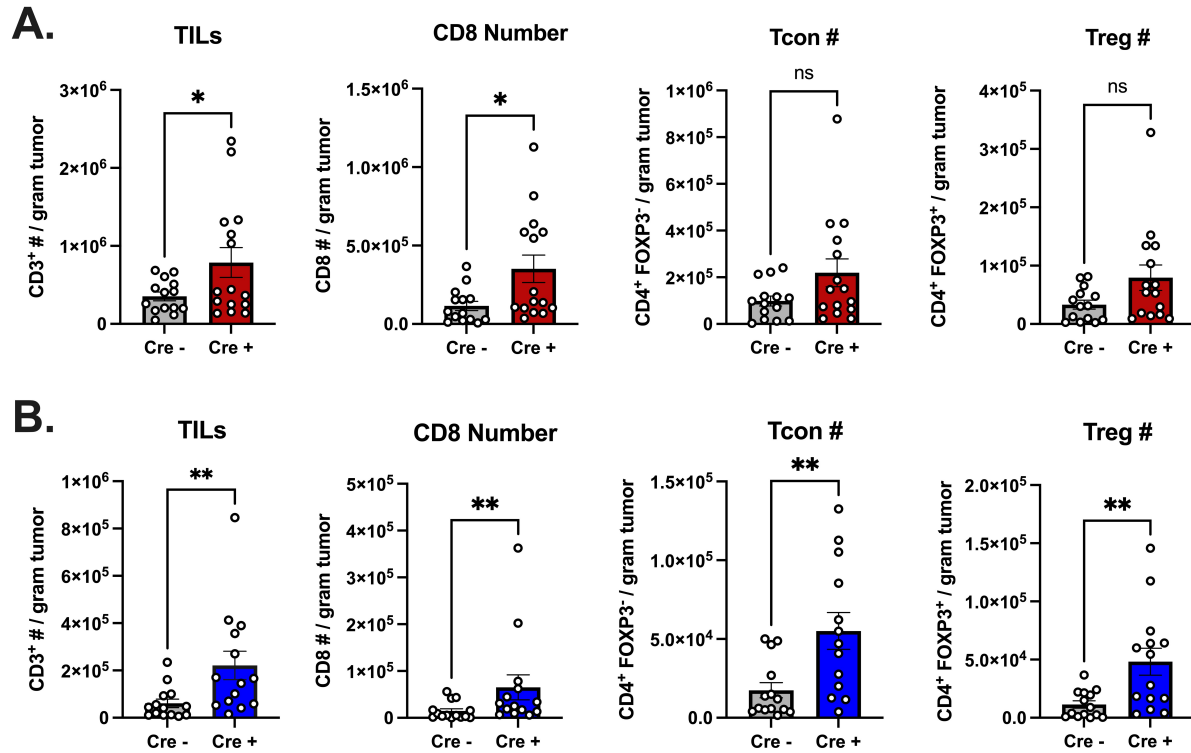 A.
TILs
CD3⁺ # / gram tumor
3×10⁶
2×10⁶
1×10⁶
0
*
Cre -
Cre +
CD8 Number
CD8 # / gram tumor
1.5×10⁶
1.0×10⁶
5.0×10⁵
0.0
*
Cre -
Cre +
Tcon #
CD4⁺ FOXP3⁻ / gram tumor
1×10⁶
8×10⁵
6×10⁵
4×10⁵
2×10⁵
0
ns
Cre -
Cre +
Treg #
CD4⁺ FOXP3⁺ / gram tumor
4×10⁵
3×10⁵
2×10⁵
1×10⁵
0
ns
Cre -
Cre +
B.
TILs
CD3⁺ # / gram tumor
1×10⁶
8×10⁵
6×10⁵
4×10⁵
2×10⁵
0
**
Cre -
Cre +
CD8 Number
CD8 # / gram tumor
5×10⁵
4×10⁵
3×10⁵
2×10⁵
1×10⁵
0
**
Cre -
Cre +
Tcon #
CD4⁺ FOXP3⁻ / gram tumor
1.5×10⁵
1.0×10⁵
5.0×10⁴
0.0
**
Cre -
Cre +
Treg #
CD4⁺ FOXP3⁺ / gram tumor
2.0×10⁵
1.5×10⁵
1.0×10⁵
5.0×10⁴
0.0
**
Cre -
Cre +